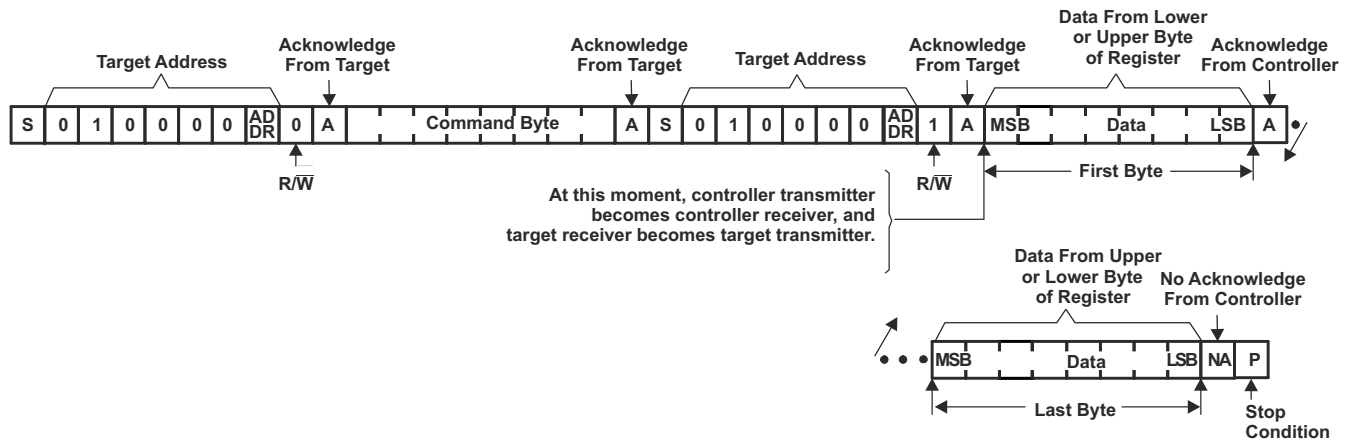 Data From Lower
or Upper Byte
of Register
Acknowledge
From Target
Acknowledge
From Target
Acknowledge
From Target
Acknowledge
From Controller
Target Address
Target Address
S 0 1 0 0 0 0 AD DR 0 A Command Byte A S 0 1 0 0 0 0 AD DR 1 A MSB Data LSB A
R/W̅
R/W̅
First Byte
At this moment, controller transmitter
becomes controller receiver, and
target receiver becomes target transmitter.
Data From Upper
or Lower Byte
of Register
No Acknowledge
From Controller
MSB Data LSB NA P
Last Byte
Stop
Condition